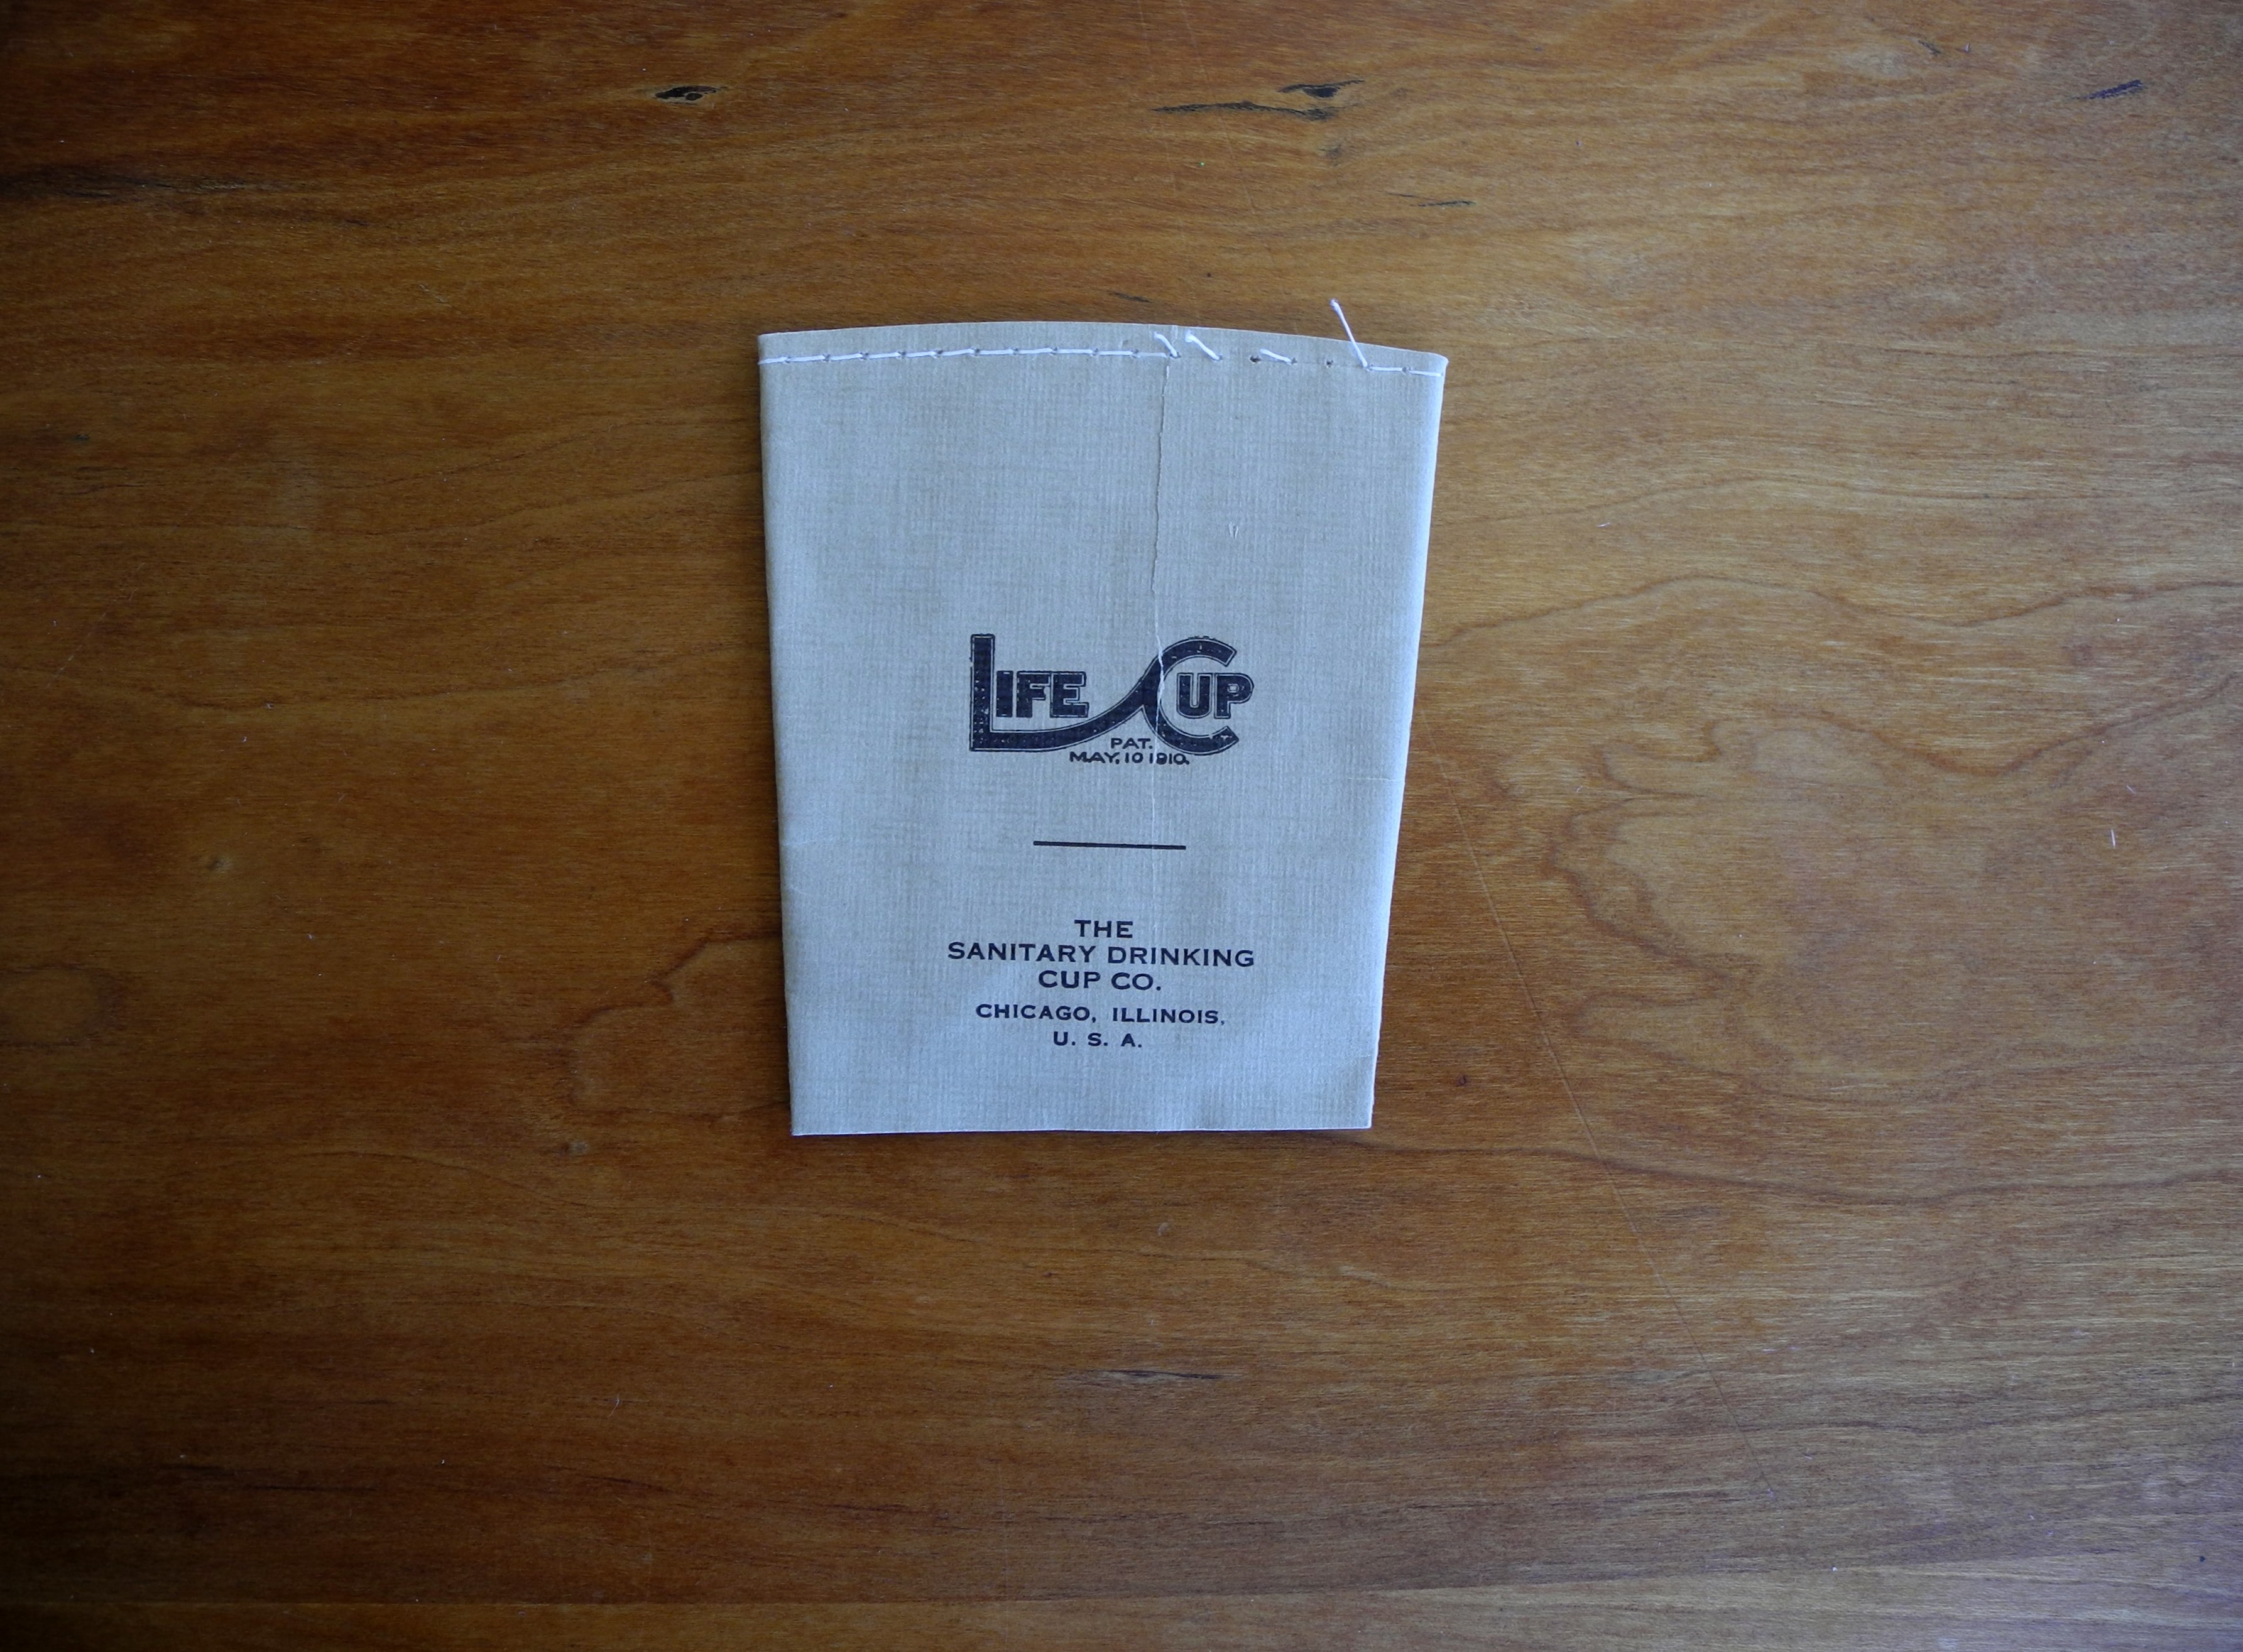 LIFE CUP
PAT.
MAY, 10 1910.
THE
SANITARY DRINKING
CUP CO.
CHICAGO, ILLINOIS,
U. S. A.